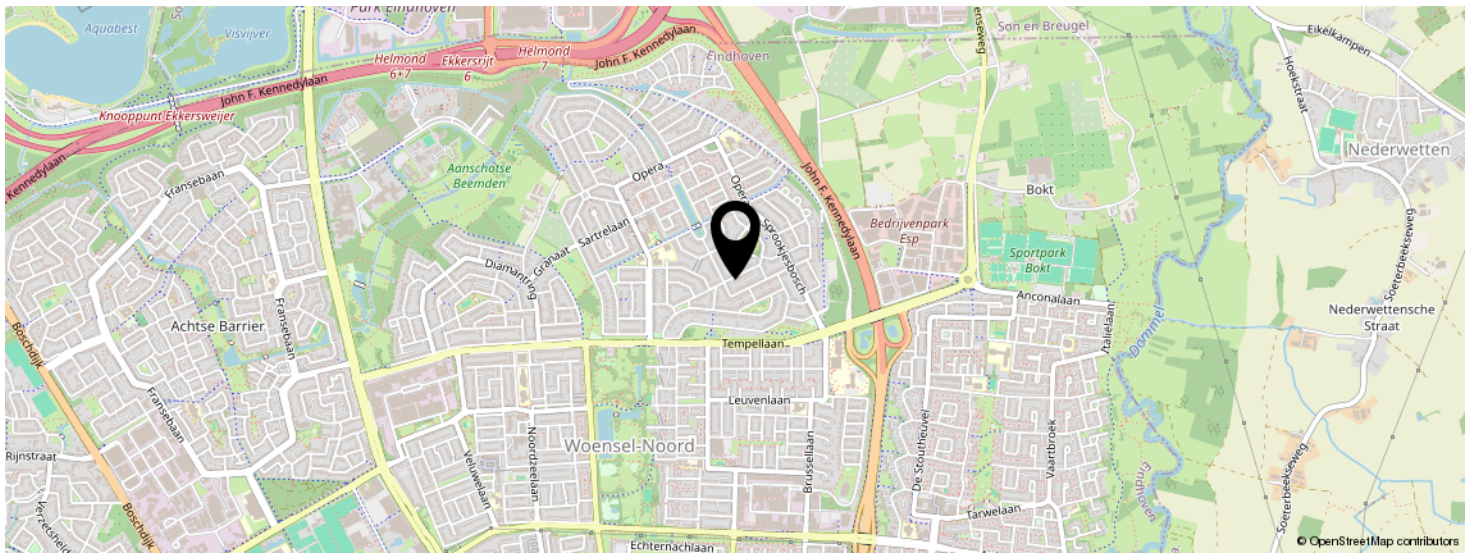 Park Eindhoven
Aquabest
Visvijver
Helmond
6+7
Ekkersrijt
6
Helmond
7
John F. Kennedylaan
Eindhoven
Son en Breugel
Eikelkampen
Hoekstraat
John F. Kennedylaan
Knooppunt Ekkersweijer
Kennedylaan
Fransebaan
Aanschotse
Beemden
Opera
John F. Kennedylaan
Bokt
Nederwetten
Sprookjesbosch
Sartrelaan
Granaat
Diamantring
Bedrijvenpark
Esp
Sportpark
Bokt
Anconalaan
Italiëlaan
Soeterbeekseweg
Nederwettensche
Straat
Achtse Barrier
Fransebaan
Boschdijk
Tempellaan
Dommel
Leuvenlaan
Fransebaan
Woensel-Noord
Noordzeelaan
Veluwelaan
Brussellaan
De Stoutheuvel
Vaartbroek
Rijnstraat
Boschdijk
Tarwelaan
Eindhoven
Soeterbeekseweg
Echternachlaan
© OpenStreetMap contributors